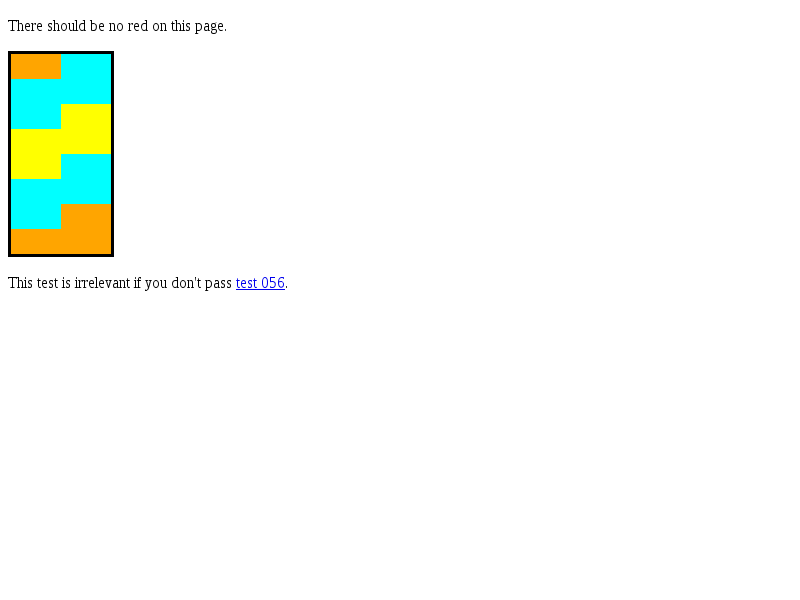 There should be no red on this page.
This test is irrelevant if you don't pass test 056.